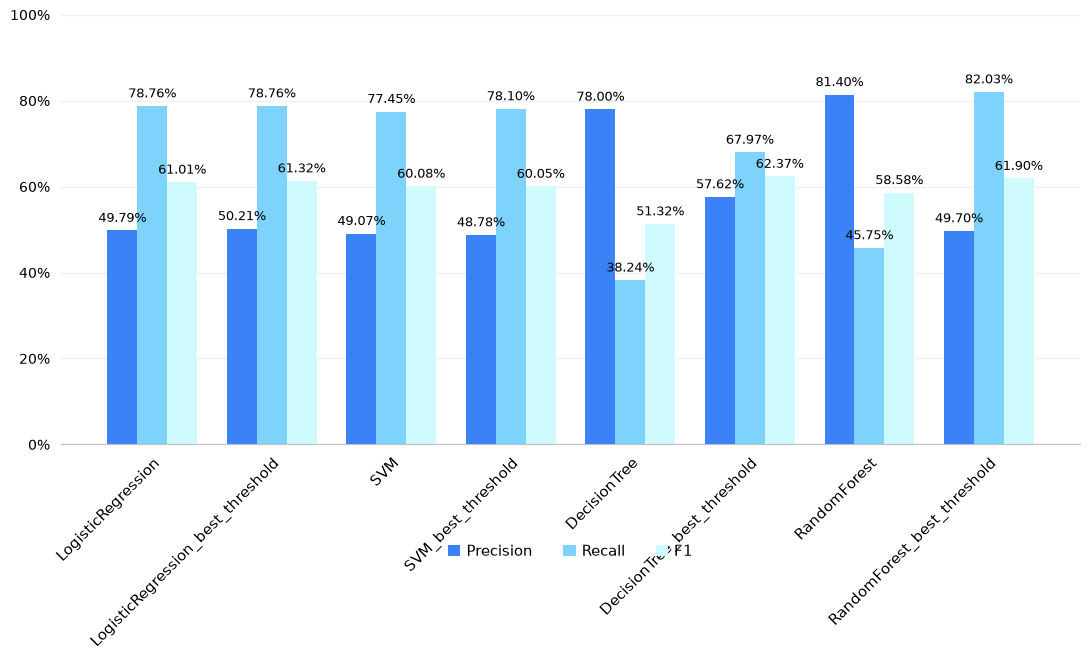 100%
80%
60%
40%
20%
0%
49.79%
78.76%
61.01%
50.21%
78.76%
61.32%
49.07%
77.45%
60.08%
48.78%
78.10%
60.05%
78.00%
38.24%
51.32%
57.62%
67.97%
62.37%
81.40%
45.75%
58.58%
49.70%
82.03%
61.90%
LogisticRegression
LogisticRegression_best_threshold
SVM
SVM_best_threshold
DecisionTree
DecisionTree_best_threshold
RandomForest
RandomForest_best_threshold
Precision
Recall
F1